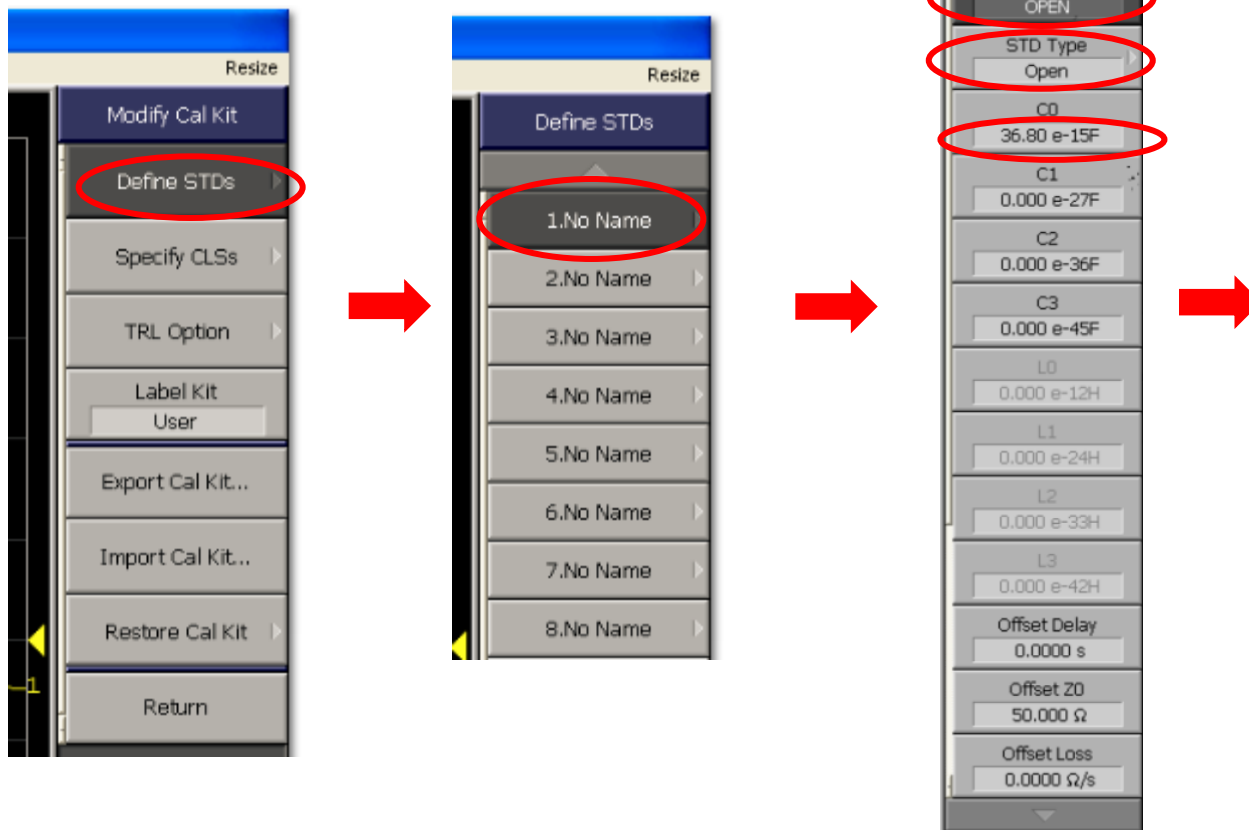 Resize
Modify Cal Kit
Define STDs
Specify CLSs
TRL Option
Label Kit
User
Export Cal Kit...
Import Cal Kit...
Restore Cal Kit
Return
1
Resize
Define STDs
1.No Name
2.No Name
3.No Name
4.No Name
5.No Name
6.No Name
7.No Name
8.No Name
OPEN
STD Type
Open
C0
36.80 e-15F
C1
0.000 e-27F
C2
0.000 e-36F
C3
0.000 e-45F
L0
0.000 e-12H
L1
0.000 e-24H
L2
0.000 e-33H
L3
0.000 e-42H
Offset Delay
0.0000 s
Offset Z0
50.000 Ω
Offset Loss
0.0000 Ω/s